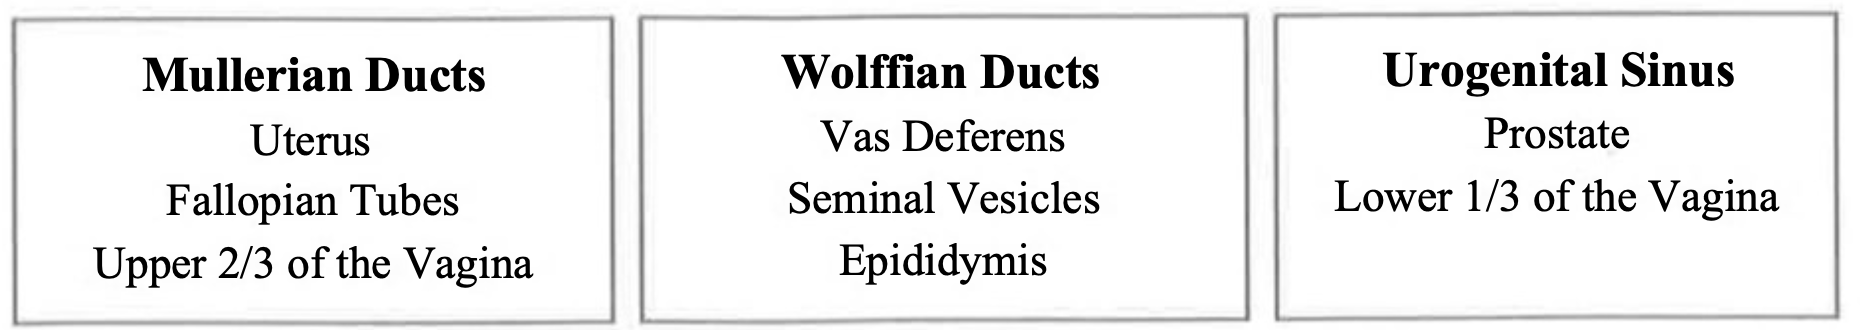 Mullerian Ducts
Uterus
Fallopian Tubes
Upper 2/3 of the Vagina
Wolffian Ducts
Vas Deferens
Seminal Vesicles
Epididymis
Urogenital Sinus
Prostate
Lower 1/3 of the Vagina